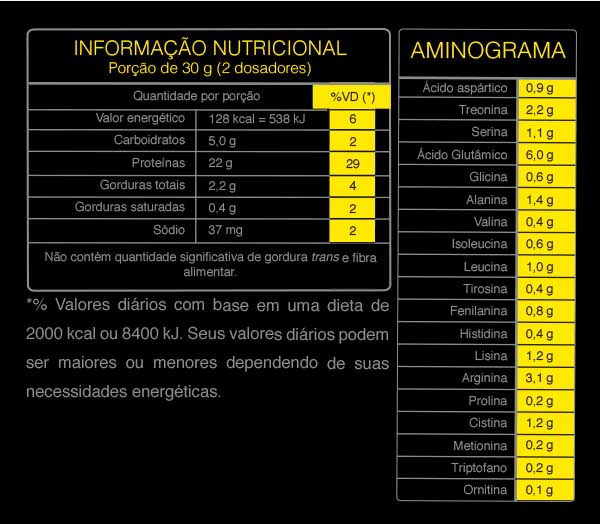 INFORMAÇÃO NUTRICIONAL
Porção de 30 g (2 dosadores)
Quantidade por porção %VD (*)
Valor energético 128 kcal = 538 kJ 6
Carboidratos 5,0 g 2
Proteínas 22 g 29
Gorduras totais 2,2 g 4
Gorduras saturadas 0,4 g 2
Sódio 37 mg 2
Não contém quantidade significativa de gordura trans e fibra
alimentar.
*% Valores diários com base em uma dieta de
2000 kcal ou 8400 kJ. Seus valores diários podem
ser maiores ou menores dependendo de suas
necessidades energéticas.
AMINOGRAMA
Ácido aspártico 0,9 g
Treonina 2,2 g
Serina 1,1 g
Ácido Glutâmico 6,0 g
Glicina 0,6 g
Alanina 1,4 g
Valina 0,4 g
Isoleucina 0,6 g
Leucina 1,0 g
Tirosina 0,4 g
Fenilanina 0,8 g
Histidina 0,4 g
Lisina 1,2 g
Arginina 3,1 g
Prolina 0,2 g
Cistina 1,2 g
Metionina 0,2 g
Triptofano 0,2 g
Ornitina 0,1 g